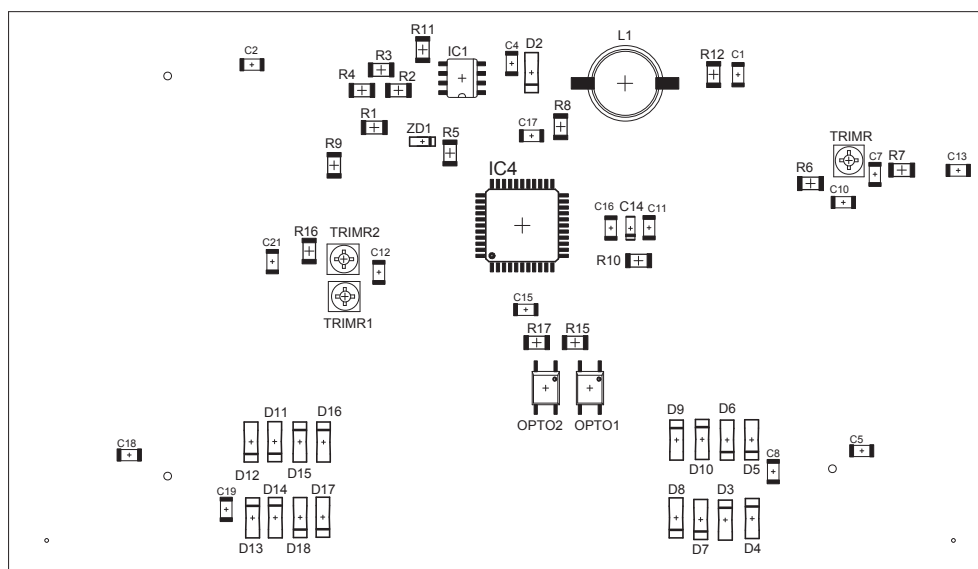 R11
C2
IC1
C4
D2
L1
R3
R12
C1
R4
R2
R1
R8
C17
ZD1
R5
R9
TRIMR
R6
C7
R7
C13
C10
IC4
C16
C14
C11
R10
C21
R16
TRIMR2
C12
TRIMR1
C15
R17
R15
OPTO2
OPTO1
D11
D16
D12
D15
C18
D9
D6
D10
D5
C8
C5
C19
D14
D17
D13
D18
D8
D3
D7
D4